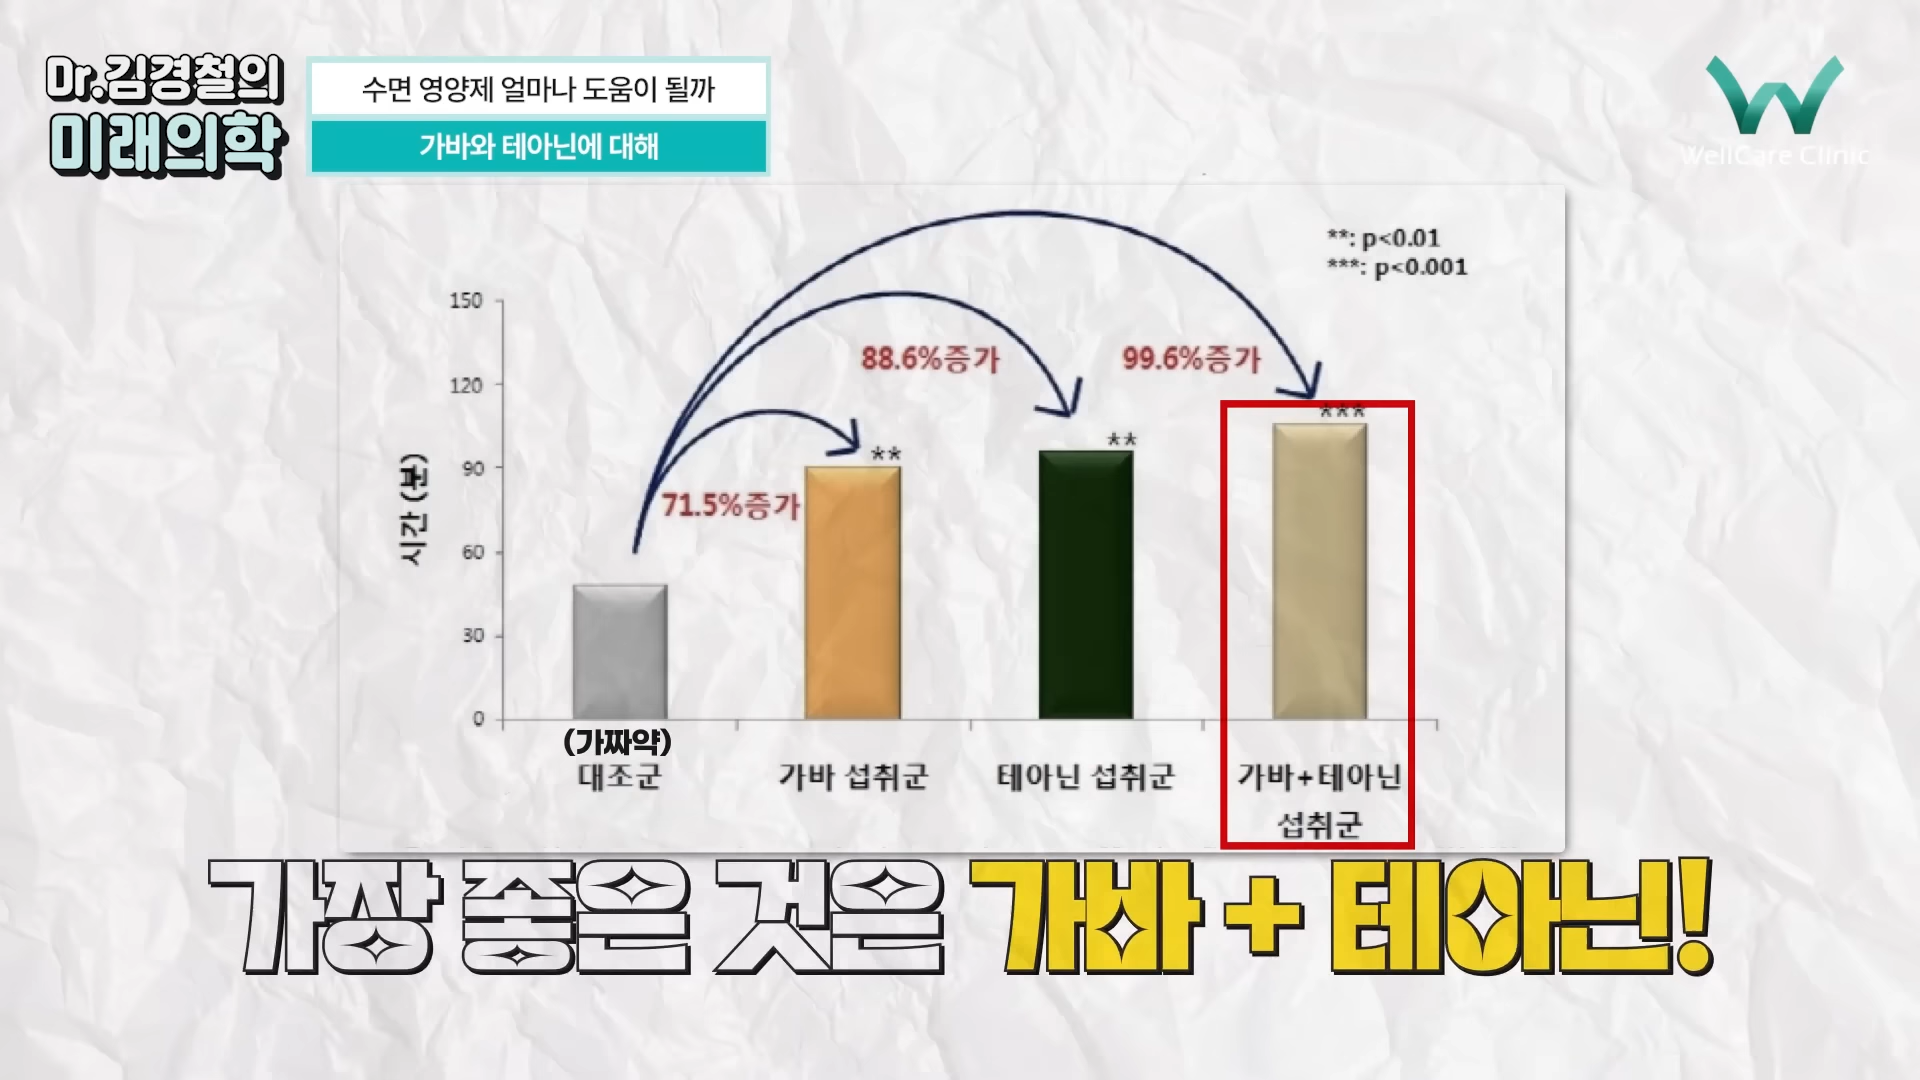 Dr.김경철의
미래의학
수면 영양제 얼마나 도움이 될까
가바와 테아닌에 대해
WellCare Clinic
**: p<0.01
***: p<0.001
150
120
90
60
30
0
시간 (분)
71.5%증가
88.6%증가
99.6%증가
**
**
***
(가짜약)
대조군
가바 섭취군
테아닌 섭취군
가바+테아닌
섭취군
가장 좋은 것은 가바 + 테아닌!